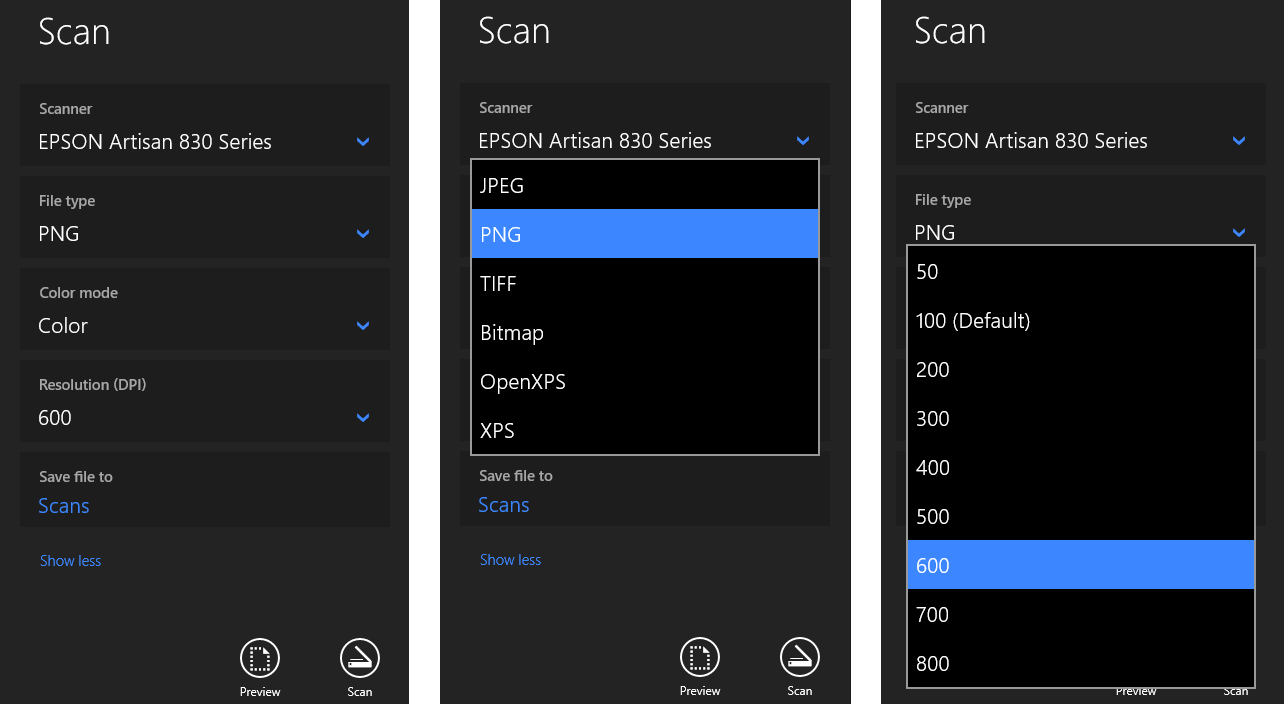 Scan
Scanner
EPSON Artisan 830 Series
File type
PNG
Color mode
Color
Resolution (DPI)
600
Save file to
Scans
Show less
Preview
Scan
Scan
Scanner
EPSON Artisan 830 Series
JPEG
PNG
TIFF
Bitmap
OpenXPS
XPS
Save file to
Scans
Show less
Preview
Scan
Scan
Scanner
EPSON Artisan 830 Series
File type
PNG
50
100 (Default)
200
300
400
500
600
700
800
Preview
Scan